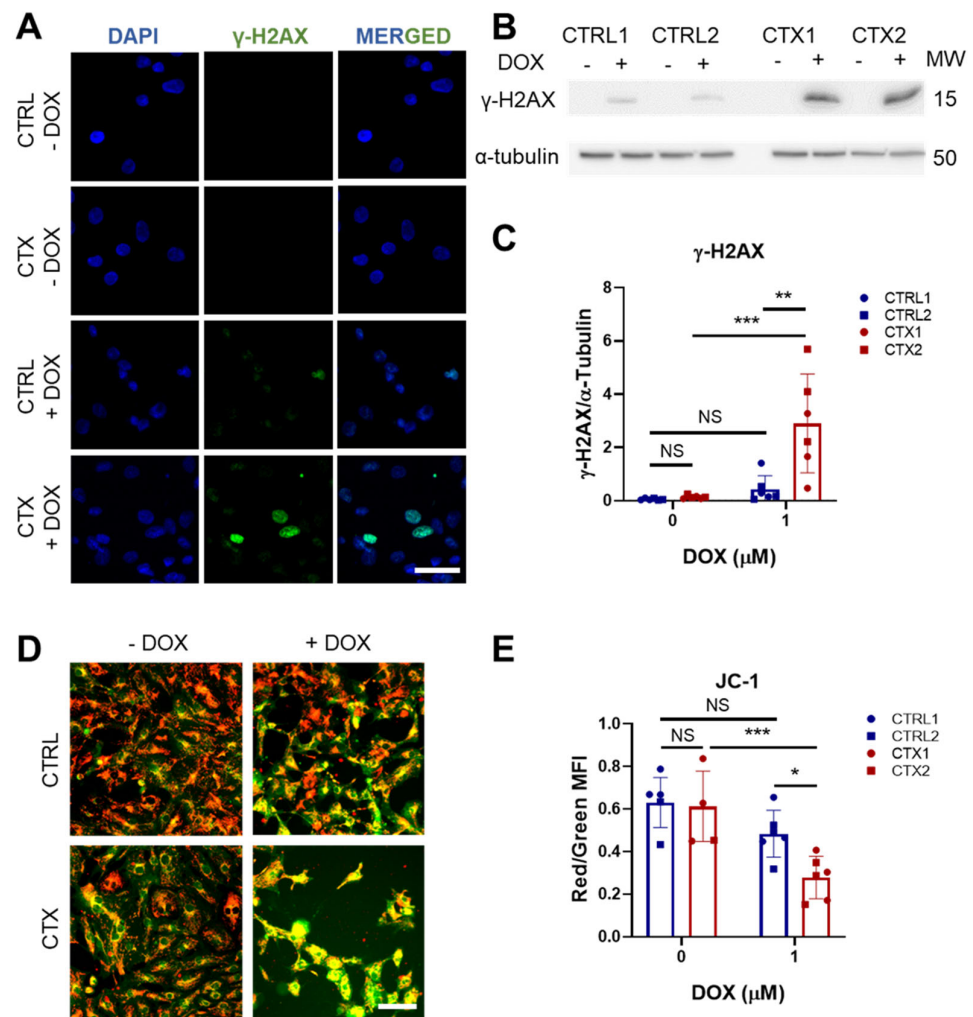 A
DAPI γ-H2AX MERGED
CTRL
- DOX
CTX
- DOX
CTRL
+ DOX
CTX
+ DOX
B
CTRL1 CTRL2 CTX1 CTX2
DOX - + - + - + - + MW
γ-H2AX 15
α-tubulin 50
C
γ-H2AX
γ-H2AX/α-Tubulin
8
6
4
2
0
**
***
NS
NS
0 1
DOX (μM)
CTRL1
CTRL2
CTX1
CTX2
D
- DOX + DOX
CTRL
CTX
E
JC-1
Red/Green MFI
1.0
0.8
0.6
0.4
0.2
0.0
NS
NS ***
*
0 1
DOX (μM)
CTRL1
CTRL2
CTX1
CTX2